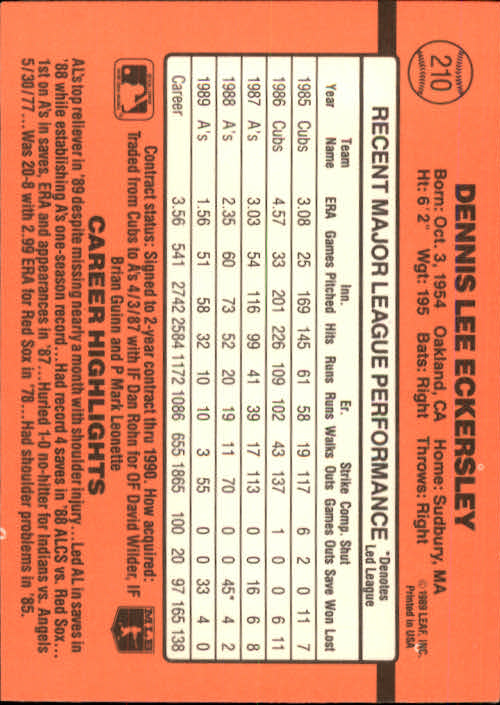 210
DENNIS LEE ECKERSLEY
Born: Oct. 3, 1954 Oakland, CA Home: Sudbury, MA
Ht: 6' 2" Wgt: 195 Bats: Right Throws: Right
© 1989 LEAF, INC.
Printed in USA
RECENT MAJOR LEAGUE PERFORMANCE *Denotes Led League
Team Inn. Er. Strike Comp. Shut
Year Name ERA Games Pitched Hits Runs Runs Walks Outs Games Outs Save Won Lost
1985 Cubs 3.08 25 169 145 61 58 19 117 6 2 0 11 7
1986 Cubs 4.57 33 201 226 109 102 43 137 1 0 0 6 11
1987 A's 3.03 54 116 99 41 39 17 113 0 0 16 6 8
1988 A's 2.35 60 73 52 20 19 11 70 0 0 45* 4 2
1989 A's 1.56 51 58 32 10 10 3 55 0 0 33 4 0
Career 3.56 541 2742 2584 1172 1086 655 1865 100 20 97 165 138
Contract status: Signed to 2-year contract thru 1990. How acquired:
Traded from Cubs to A's 4/3/87 with IF Dan Rohn for OF David Wilder, IF
Brian Guinn and P Mark Leonette
MLB
CAREER HIGHLIGHTS
AL's top reliever in '89 despite missing nearly a month with shoulder injury...Led AL in saves in
'88 while establishing A's one-season record...Had record 4 saves in '88 ALCS vs. Red Sox...
1st on A's in saves, ERA and appearances in '87...Hurled 1-0 no-hitter for Indians vs. Angels
5/30/77...Was 20-8 with 2.99 ERA for Red Sox in '78...Had shoulder problems in '85.